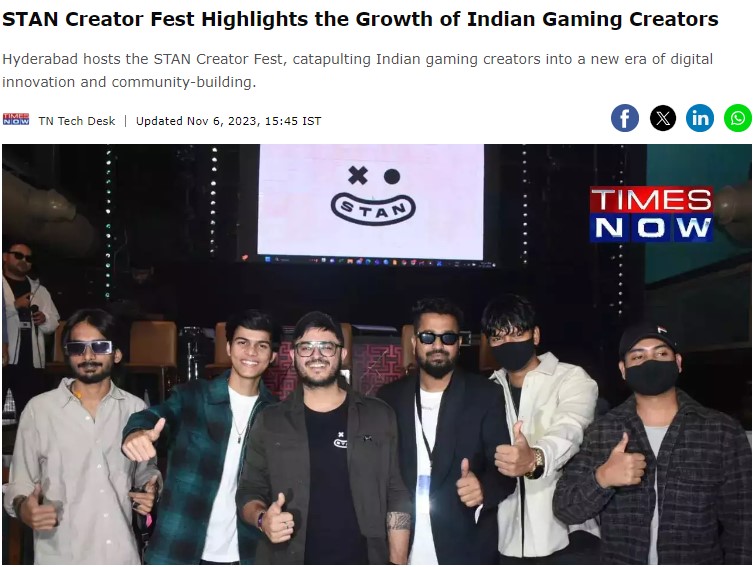 STAN Creator Fest Highlights the Growth of Indian Gaming Creators
Hyderabad hosts the STAN Creator Fest, catapulting Indian gaming creators into a new era of digital
innovation and community-building.
TIMES NOW TN Tech Desk | Updated Nov 6, 2023, 15:45 IST
STAN
TIMES
NOW